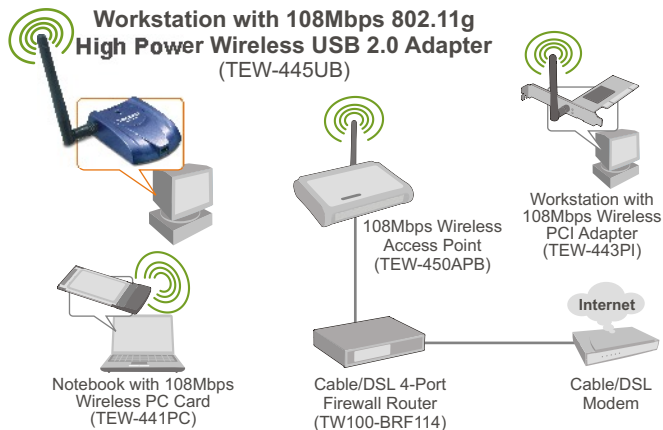 Workstation with 108Mbps 802.11g
High Power Wireless USB 2.0 Adapter
(TEW-445UB)
Workstation with
108Mbps Wireless
PCI Adapter
(TEW-443PI)
108Mbps Wireless
Access Point
(TEW-450APB)
Internet
Notebook with 108Mbps
Wireless PC Card
(TEW-441PC)
Cable/DSL 4-Port
Firewall Router
(TW100-BRF114)
Cable/DSL
Modem